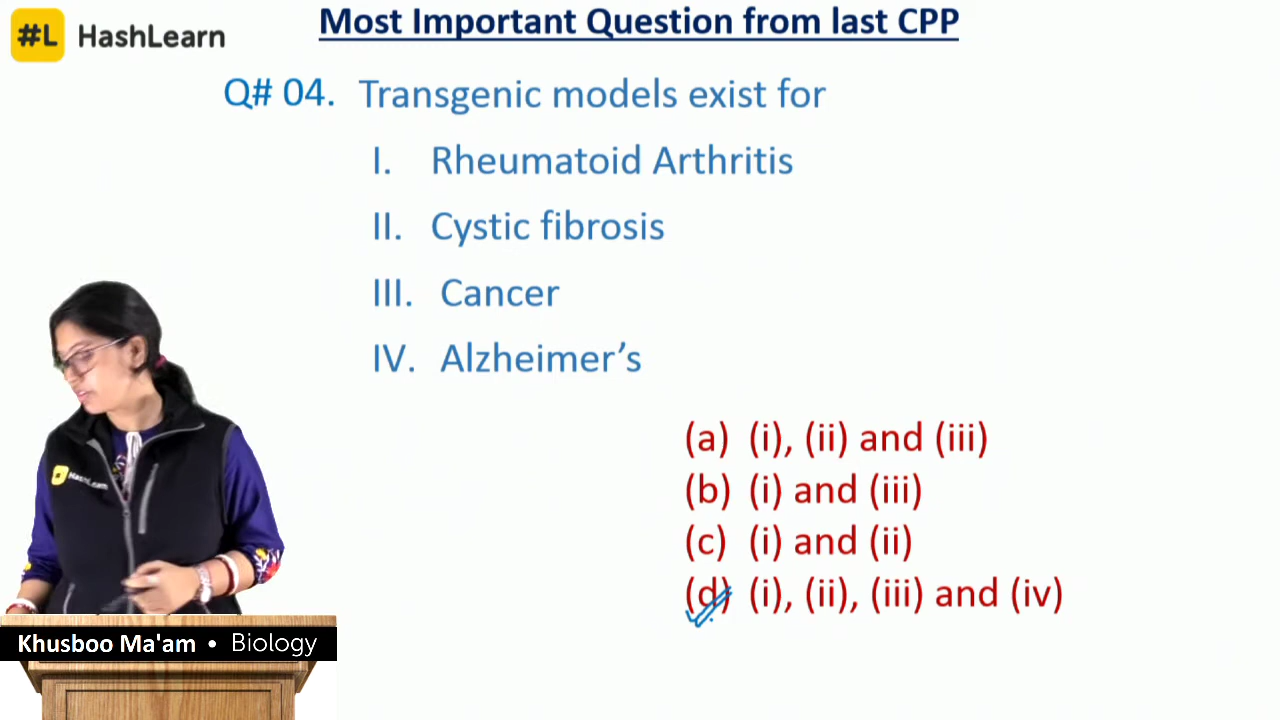 #L HashLearn
Most Important Question from last CPP
Q# 04. Transgenic models exist for
I. Rheumatoid Arthritis
II. Cystic fibrosis
III. Cancer
IV. Alzheimer’s
(a) (i), (ii) and (iii)
(b) (i) and (iii)
(c) (i) and (ii)
(d) (i), (ii), (iii) and (iv)
HashLearn
Khusboo Ma'am • Biology